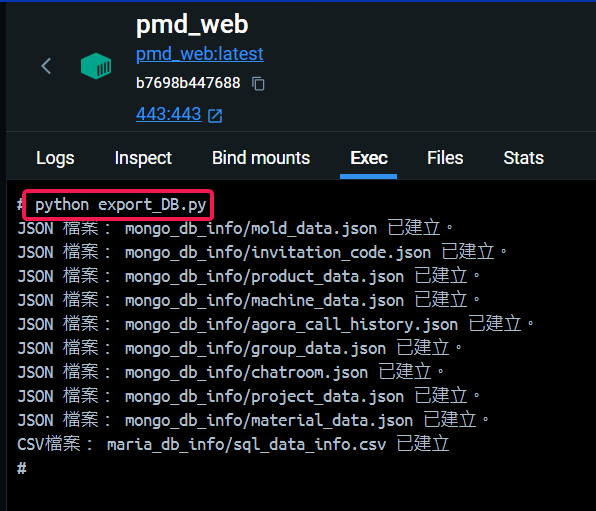 pmd_web
pmd_web:latest
b7698b447688
443:443
Logs Inspect Bind mounts Exec Files Stats
# python export_DB.py
JSON 檔案： mongo_db_info/mold_data.json 已建立。
JSON 檔案： mongo_db_info/invitation_code.json 已建立。
JSON 檔案： mongo_db_info/product_data.json 已建立。
JSON 檔案： mongo_db_info/machine_data.json 已建立。
JSON 檔案： mongo_db_info/agora_call_history.json 已建立。
JSON 檔案： mongo_db_info/group_data.json 已建立。
JSON 檔案： mongo_db_info/chatroom.json 已建立。
JSON 檔案： mongo_db_info/project_data.json 已建立。
JSON 檔案： mongo_db_info/material_data.json 已建立。
CSV檔案： maria_db_info/sql_data_info.csv 已建立
#